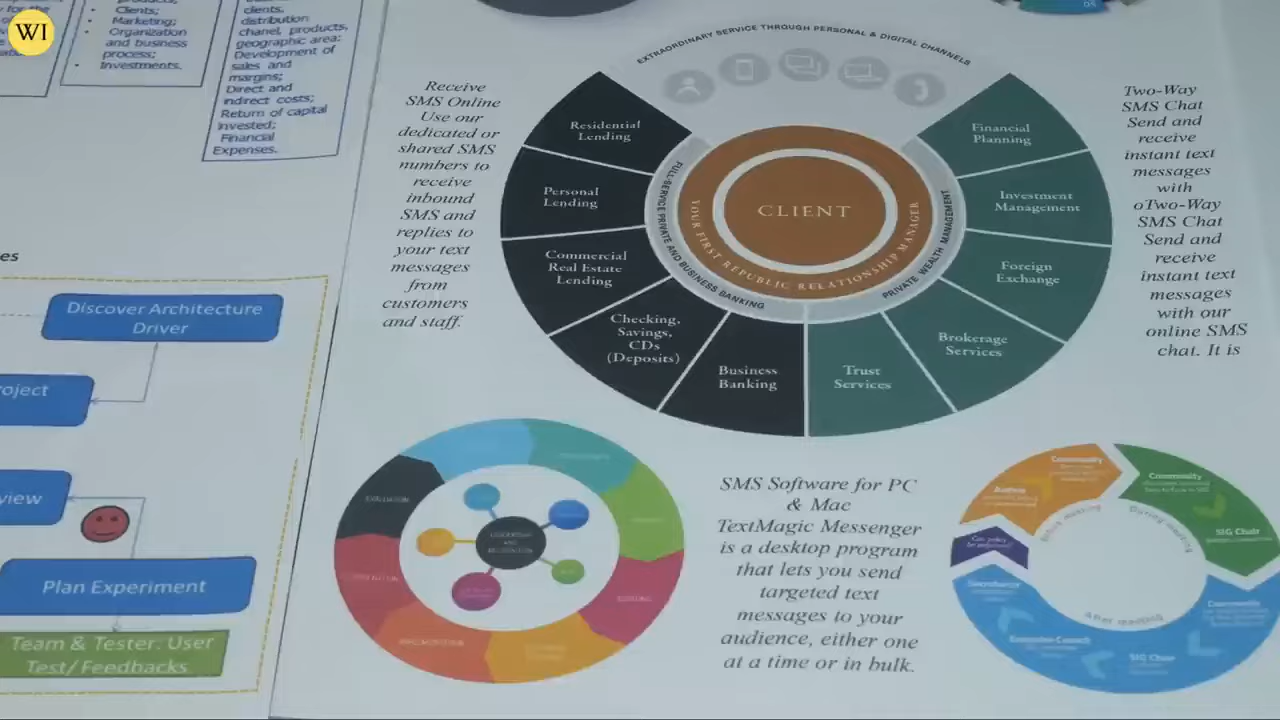 WI
Clients;
Marketing;
Organization
and business
process;
Investments.
clients,
distribution
chanel, products,
geographic area;
Development of
sales and
margins;
Direct and
indirect costs;
Return of capital
invested;
Financial
Expenses.
Discover Architecture
Driver
Plan Experiment
Team & Tester: User
Test/ Feedbacks
Receive
SMS Online
Use our
dedicated or
shared SMS
numbers to
receive
inbound
SMS and
replies to
your text
messages
from
customers
and staff.
EXTRAORDINARY SERVICE THROUGH PERSONAL & DIGITAL CHANNELS
Residential
Lending
Personal
Lending
Commercial
Real Estate
Lending
Checking,
Savings,
CDs
(Deposits)
Business
Banking
Trust
Services
Brokerage
Services
Foreign
Exchange
Investment
Management
Financial
Planning
FULL-SERVICE PRIVATE AND BUSINESS BANKING
PRIVATE WEALTH MANAGEMENT
YOUR FIRST REPUBLIC RELATIONSHIP MANAGER
CLIENT
Two-Way
SMS Chat
Send and
receive
instant text
messages
with
oTwo-Way
SMS Chat
Send and
receive
instant text
messages
with our
online SMS
chat. It is
SMS Software for PC
& Mac
TextMagic Messenger
is a desktop program
that lets you send
targeted text
messages to your
audience, either one
at a time or in bulk.
Community
Community
SIG Chair
During meeting
After meeting
SIG Chair